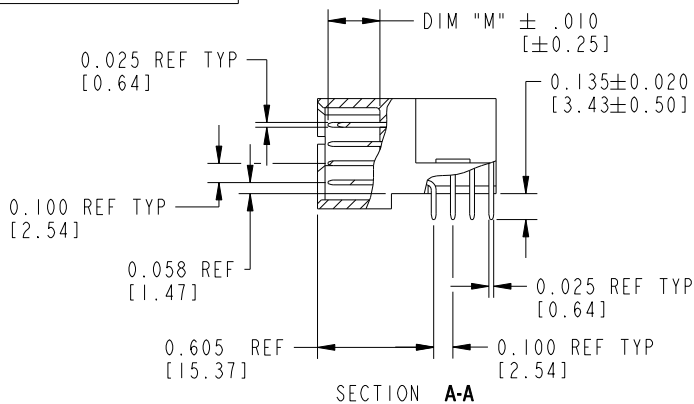 DIM "M" ± .010
[±0.25]
0.025 REF TYP
[0.64]
0.135±0.020
[3.43±0.50]
0.100 REF TYP
[2.54]
0.058 REF
[1.47]
0.025 REF TYP
[0.64]
0.605 REF
[15.37]
0.100 REF TYP
[2.54]
SECTION A-A